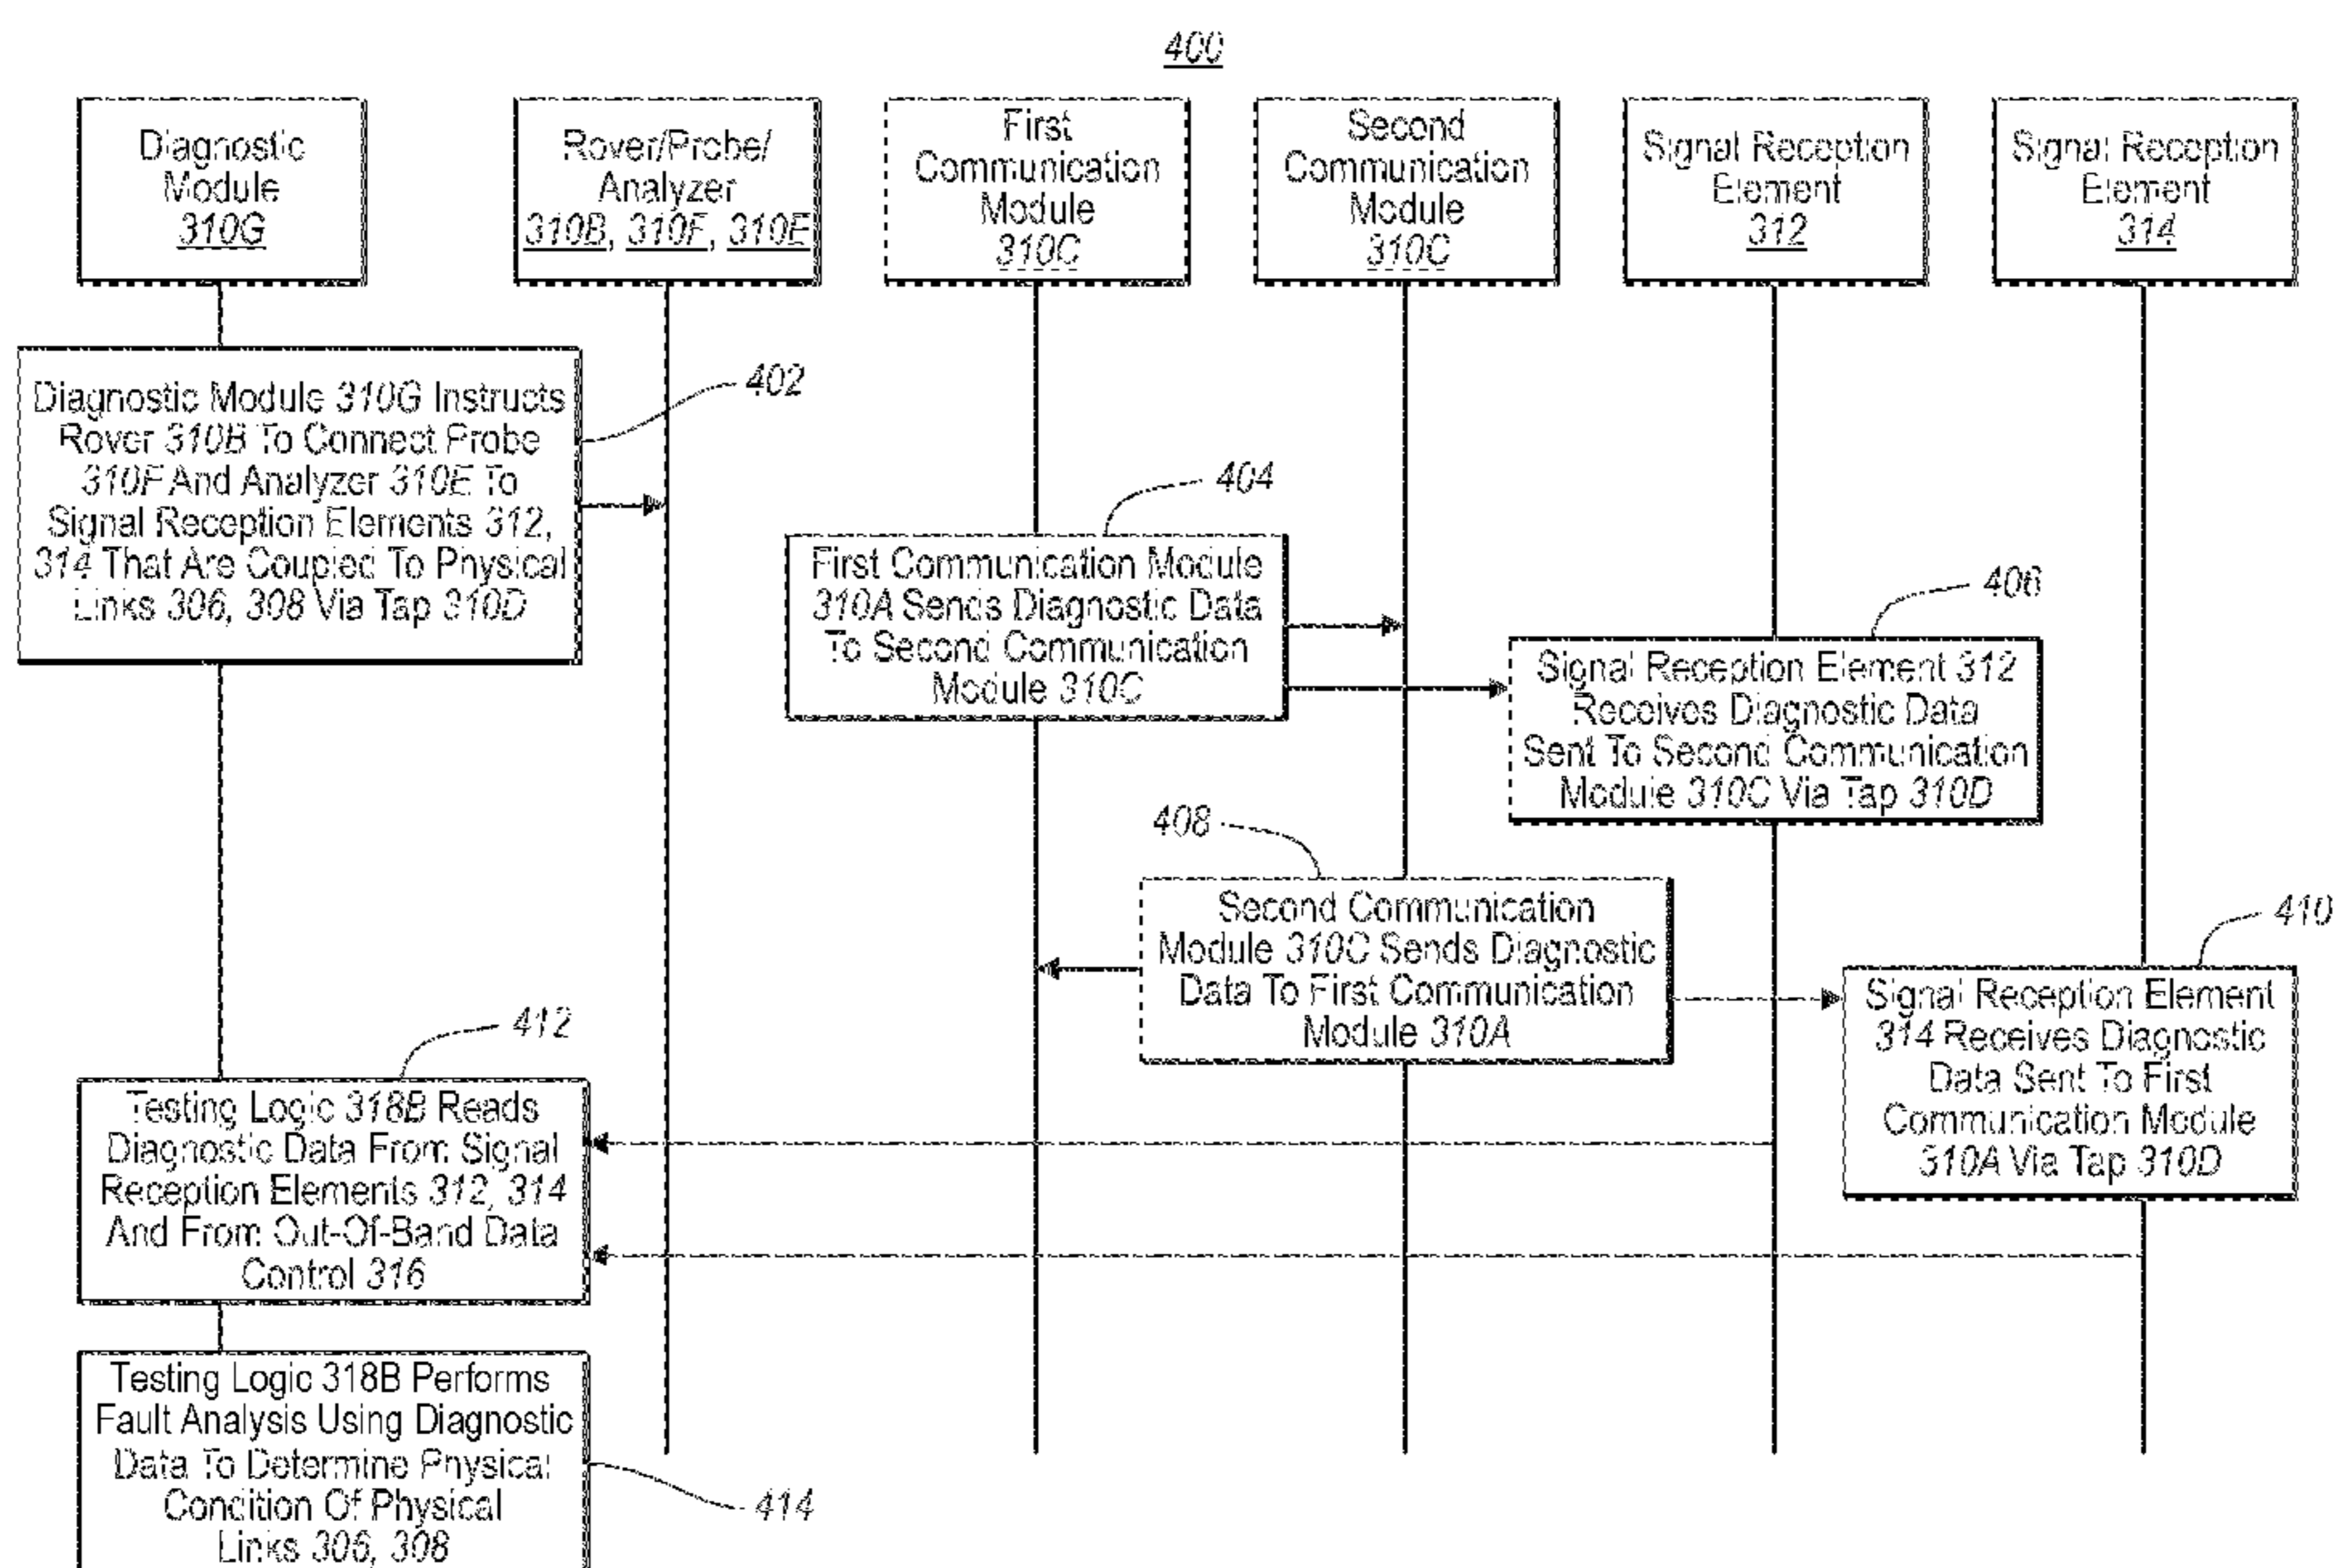 400
Diagnostic
Module
310G
Rover/Probe/
Analyzer
310B, 310F, 310E
First
Communication
Module
310C
Second
Communication
Module
310C
Signal Reception
Element
312
Signal Reception
Element
314
Diagnostic Module 310G Instructs
Rover 310B To Connect Probe
310F And Analyzer 310E To
Signal Reception Elements 312,
314 That Are Coupled To Physical
Links 306, 308 Via Tap 310D
402
404
First Communication Module
310A Sends Diagnostic Data
To Second Communication
Module 310C
406
Signal Reception Element 312
Receives Diagnostic Data
Sent To Second Communication
Module 310C Via Tap 310D
408
Second Communication
Module 310C Sends Diagnostic
Data To First Communication
Module 310A
410
Signal Reception Element
314 Receives Diagnostic
Data Sent To First
Communication Module
310A Via Tap 310D
412
Testing Logic 318B Reads
Diagnostic Data From Signal
Reception Elements 312, 314
And From Out-Of-Band Data
Control 316
Testing Logic 318B Performs
Fault Analysis Using Diagnostic
Data To Determine Physical
Condition Of Physical
Links 306, 308
414